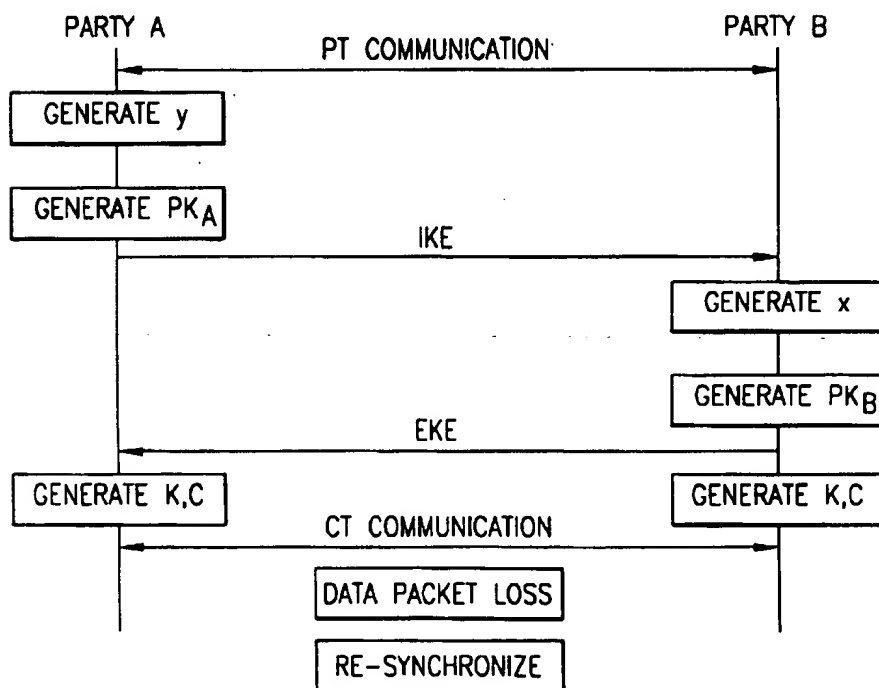 PARTY A
PARTY B
PT COMMUNICATION
GENERATE y
GENERATE PKA
IKE
GENERATE x
GENERATE PKB
EKE
GENERATE K,C
GENERATE K,C
CT COMMUNICATION
DATA PACKET LOSS
RE-SYNCHRONIZE